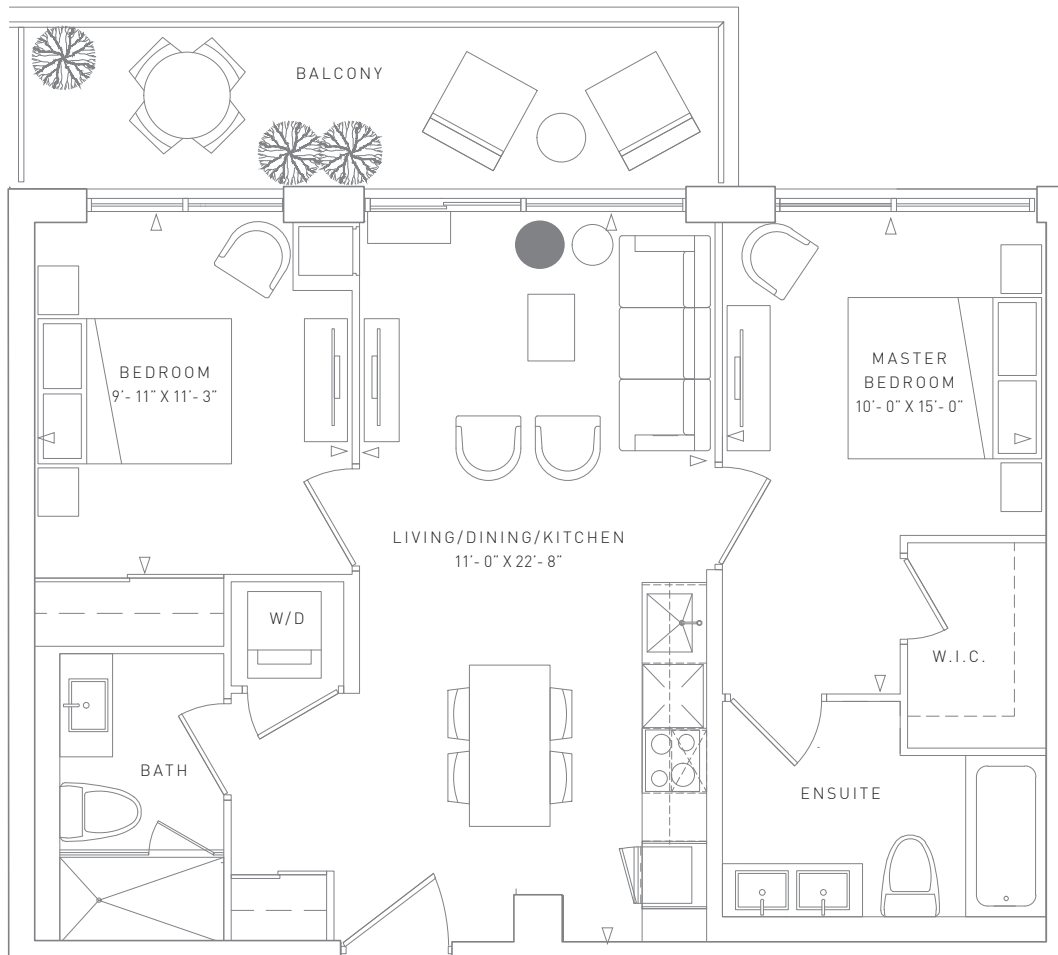 BALCONY
BEDROOM
9'- 11" X 11'- 3"
MASTER
BEDROOM
10'- 0" X 15'- 0"
LIVING/DINING/KITCHEN
11'- 0" X 22'- 8"
W/D
W.I.C.
BATH
ENSUITE